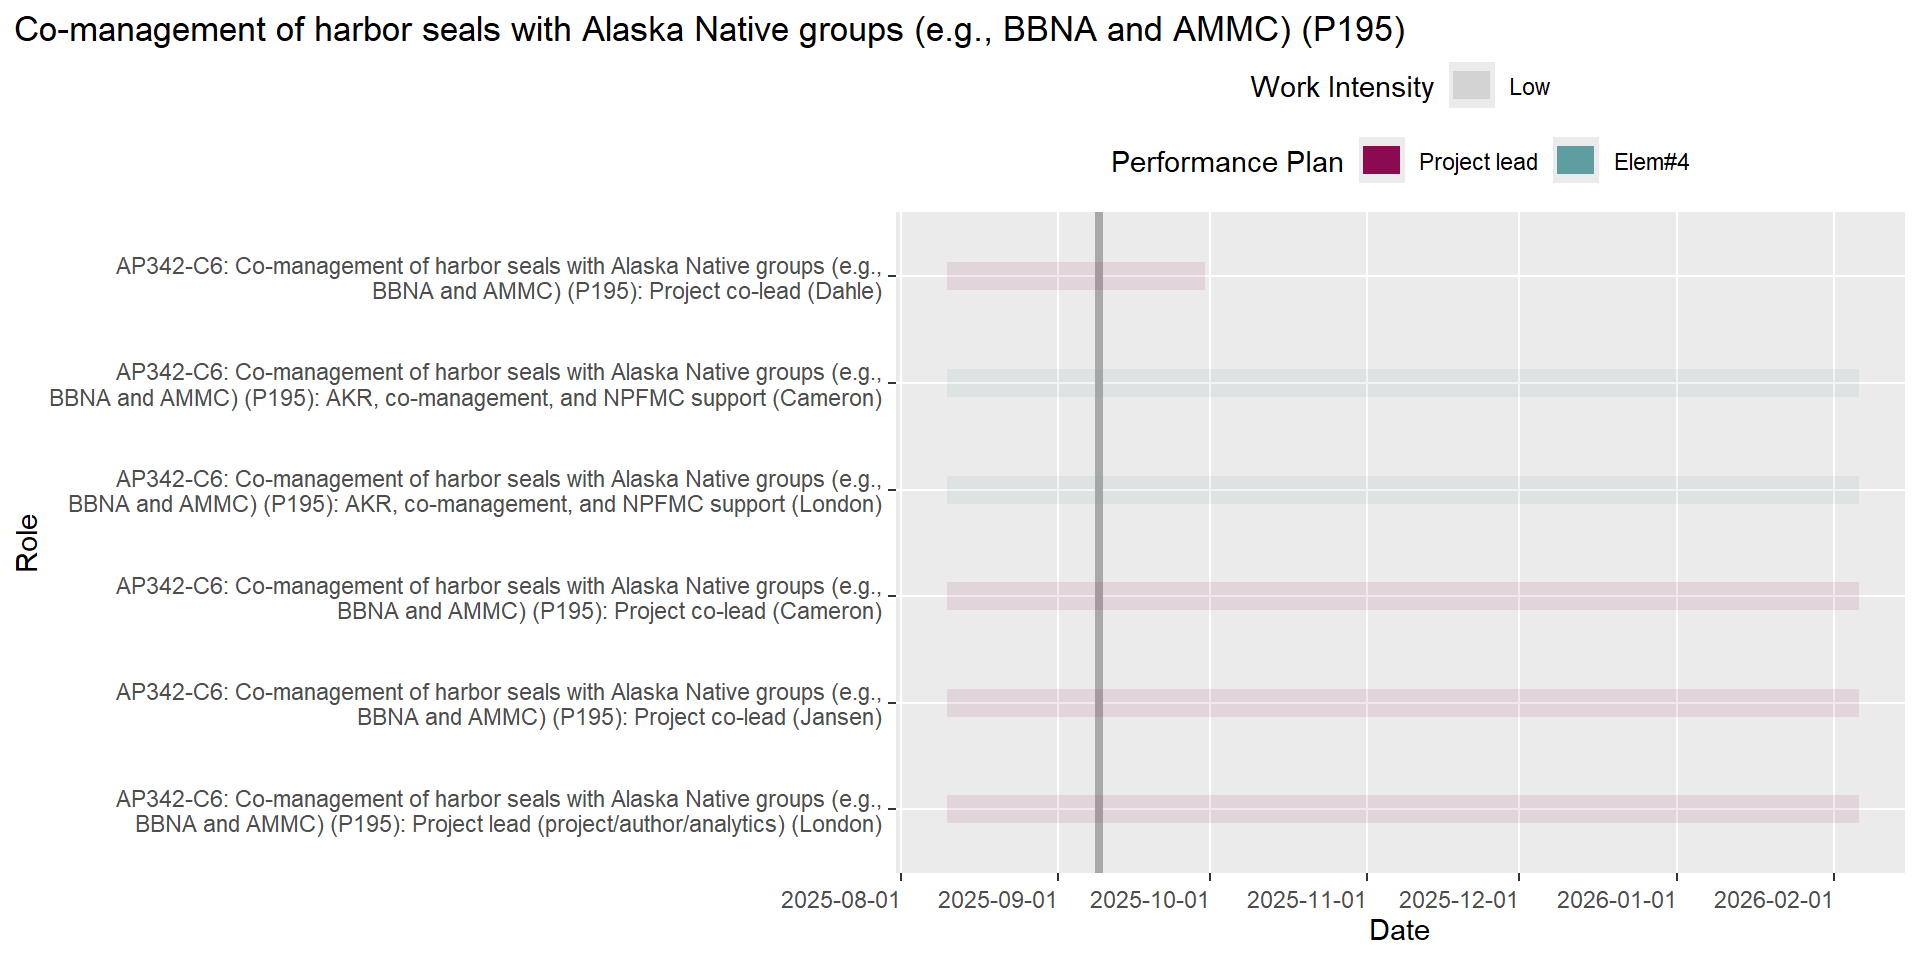 Co-management of harbor seals with Alaska Native groups (e.g., BBNA and AMMC) (P195)
Work Intensity Low
Performance Plan Project lead Elem#4
AP342-C6: Co-management of harbor seals with Alaska Native groups (e.g.,
BBNA and AMMC) (P195): Project co-lead (Dahle)
AP342-C6: Co-management of harbor seals with Alaska Native groups (e.g.,
BBNA and AMMC) (P195): AKR, co-management, and NPFMC support (Cameron)
AP342-C6: Co-management of harbor seals with Alaska Native groups (e.g.,
BBNA and AMMC) (P195): AKR, co-management, and NPFMC support (London)
AP342-C6: Co-management of harbor seals with Alaska Native groups (e.g.,
BBNA and AMMC) (P195): Project co-lead (Cameron)
AP342-C6: Co-management of harbor seals with Alaska Native groups (e.g.,
BBNA and AMMC) (P195): Project co-lead (Jansen)
AP342-C6: Co-management of harbor seals with Alaska Native groups (e.g.,
BBNA and AMMC) (P195): Project lead (project/author/analytics) (London)
Role
2025-08-01 2025-09-01 2025-10-01 2025-11-01 2025-12-01 2026-01-01 2026-02-01
Date